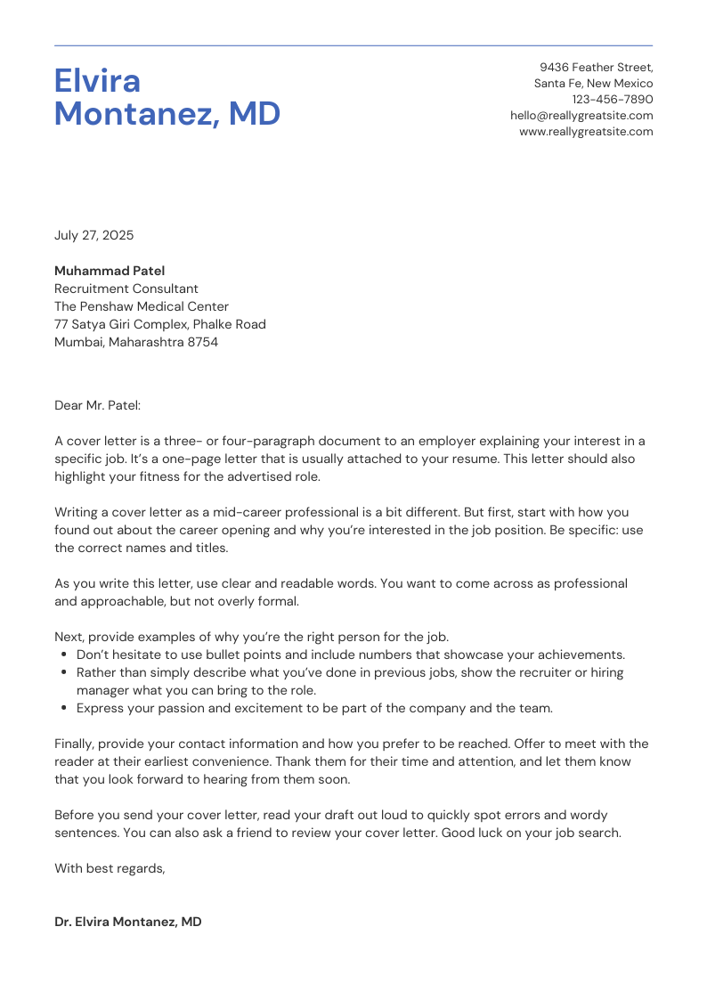 Elvira
Montanez, MD
9436 Feather Street,
Santa Fe, New Mexico
123-456-7890
hello@reallygreatsite.com
www.reallygreatsite.com
July 27, 2025
Muhammad Patel
Recruitment Consultant
The Penshaw Medical Center
77 Satya Giri Complex, Phalke Road
Mumbai, Maharashtra 8754
Dear Mr. Patel:
A cover letter is a three- or four-paragraph document to an employer explaining your interest in a
specific job. It’s a one-page letter that is usually attached to your resume. This letter should also
highlight your fitness for the advertised role.
Writing a cover letter as a mid-career professional is a bit different. But first, start with how you
found out about the career opening and why you’re interested in the job position. Be specific: use
the correct names and titles.
As you write this letter, use clear and readable words. You want to come across as professional
and approachable, but not overly formal.
Next, provide examples of why you’re the right person for the job.
• Don’t hesitate to use bullet points and include numbers that showcase your achievements.
• Rather than simply describe what you’ve done in previous jobs, show the recruiter or hiring
manager what you can bring to the role.
• Express your passion and excitement to be part of the company and the team.
Finally, provide your contact information and how you prefer to be reached. Offer to meet with the
reader at their earliest convenience. Thank them for their time and attention, and let them know
that you look forward to hearing from them soon.
Before you send your cover letter, read your draft out loud to quickly spot errors and wordy
sentences. You can also ask a friend to review your cover letter. Good luck on your job search.
With best regards,
Dr. Elvira Montanez, MD